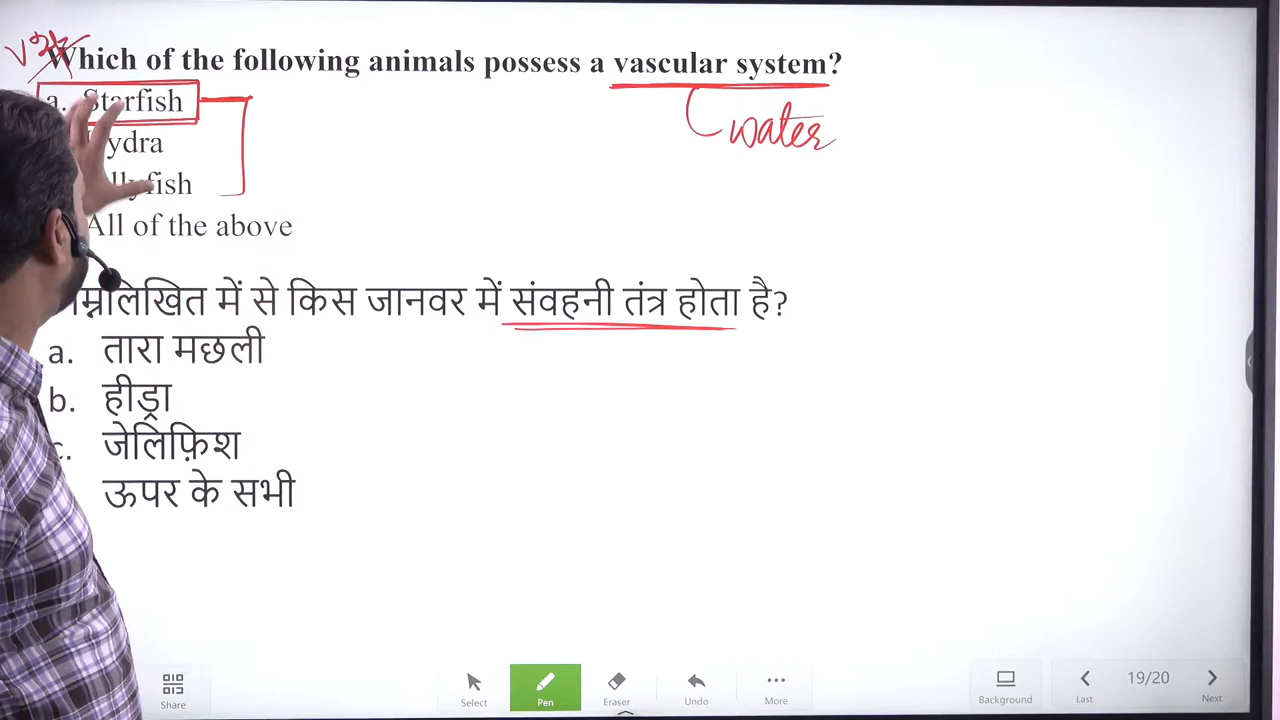 Which of the following animals possess a vascular system?
water
a. Starfish
ydra
fish
All of the above
म्नलिखित में से किस जानवर में संवहनी तंत्र होता है?
a. तारा मछली
b. हीड्रा
c. जेलिफ़िश
ऊपर के सभी
Share
Select
Pen
Eraser
Undo
More
Background
Last
19/20
Next